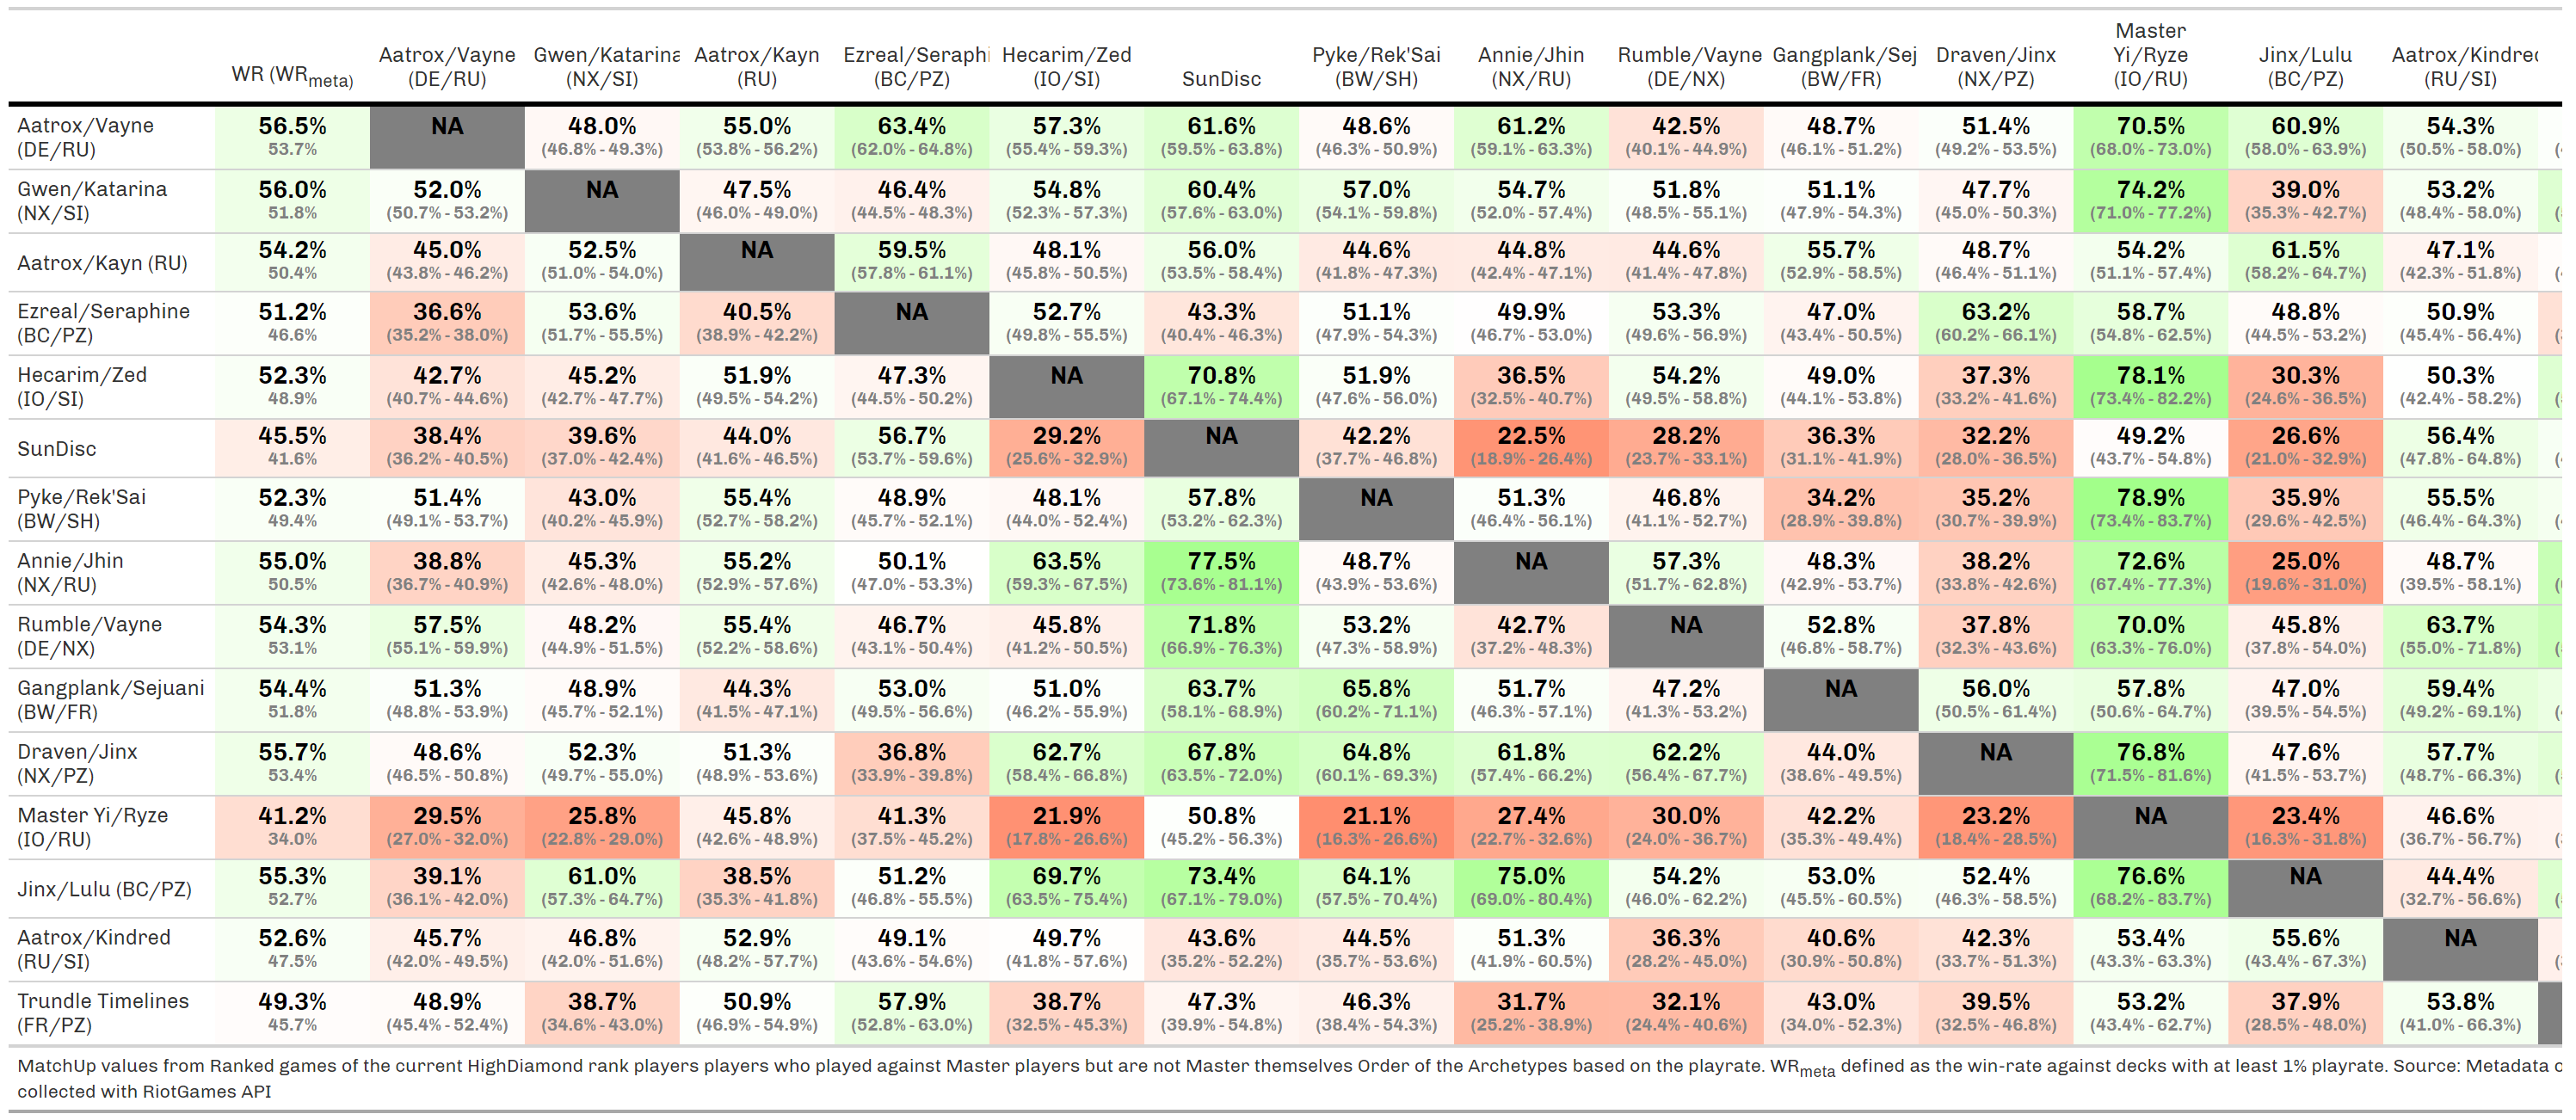 WR (WRmeta) Aatrox/Vayne (DE/RU) Gwen/Katarina (NX/SI) Aatrox/Kayn (RU) Ezreal/Seraphi (BC/PZ) Hecarim/Zed (IO/SI) SunDisc Pyke/Rek'Sai (BW/SH) Annie/Jhin (NX/RU) Rumble/Vayne (DE/NX) Gangplank/Sej (BW/FR) Draven/Jinx (NX/PZ) Master Yi/Ryze (IO/RU) Jinx/Lulu (BC/PZ) Aatrox/Kindred (RU/SI)
Aatrox/Vayne 56.5% NA 48.0% 55.0% 63.4% 57.3% 61.6% 48.6% 61.2% 42.5% 48.7% 51.4% 70.5% 60.9% 54.3%
(DE/RU) 53.7% (46.8% - 49.3%) (53.8% - 56.2%) (62.0% - 64.8%) (55.4% - 59.3%) (59.5% - 63.8%) (46.3% - 50.9%) (59.1% - 63.3%) (40.1% - 44.9%) (46.1% - 51.2%) (49.2% - 53.5%) (68.0% - 73.0%) (58.0% - 63.9%) (50.5% - 58.0%)
Gwen/Katarina 56.0% 52.0% NA 47.5% 46.4% 54.8% 60.4% 57.0% 54.7% 51.8% 51.1% 47.7% 74.2% 39.0% 53.2%
(NX/SI) 51.8% (50.7% - 53.2%) (46.0% - 49.0%) (44.5% - 48.3%) (52.3% - 57.3%) (57.6% - 63.0%) (54.1% - 59.8%) (52.0% - 57.4%) (48.5% - 55.1%) (47.9% - 54.3%) (45.0% - 50.3%) (71.0% - 77.2%) (35.3% - 42.7%) (48.4% - 58.0%)
Aatrox/Kayn (RU) 54.2% 45.0% 52.5% NA 59.5% 48.1% 56.0% 44.6% 44.8% 44.6% 55.7% 48.7% 54.2% 61.5% 47.1%
50.4% (43.8% - 46.2%) (51.0% - 54.0%) (57.8% - 61.1%) (45.8% - 50.5%) (53.5% - 58.4%) (41.8% - 47.3%) (42.4% - 47.1%) (41.4% - 47.8%) (52.9% - 58.5%) (46.4% - 51.1%) (51.1% - 57.4%) (58.2% - 64.7%) (42.3% - 51.8%)
Ezreal/Seraphine 51.2% 36.6% 53.6% 40.5% NA 52.7% 43.3% 51.1% 49.9% 53.3% 47.0% 63.2% 58.7% 48.8% 50.9%
(BC/PZ) 46.6% (35.2% - 38.0%) (51.7% - 55.5%) (38.9% - 42.2%) (49.8% - 55.5%) (40.4% - 46.3%) (47.9% - 54.3%) (46.7% - 53.0%) (49.6% - 56.9%) (43.4% - 50.5%) (60.2% - 66.1%) (54.8% - 62.5%) (44.5% - 53.2%) (45.4% - 56.4%)
Hecarim/Zed 52.3% 42.7% 45.2% 51.9% 47.3% NA 70.8% 51.9% 36.5% 54.2% 49.0% 37.3% 78.1% 30.3% 50.3%
(IO/SI) 48.9% (40.7% - 44.6%) (42.7% - 47.7%) (49.5% - 54.2%) (44.5% - 50.2%) (67.1% - 74.4%) (47.6% - 56.0%) (32.5% - 40.7%) (49.5% - 58.8%) (44.1% - 53.8%) (33.2% - 41.6%) (73.4% - 82.2%) (24.6% - 36.5%) (42.4% - 58.2%)
SunDisc 45.5% 38.4% 39.6% 44.0% 56.7% 29.2% NA 42.2% 22.5% 28.2% 36.3% 32.2% 49.2% 26.6% 56.4%
41.6% (36.2% - 40.5%) (37.0% - 42.4%) (41.6% - 46.5%) (53.7% - 59.6%) (25.6% - 32.9%) (37.7% - 46.8%) (18.9% - 26.4%) (23.7% - 33.1%) (31.1% - 41.9%) (28.0% - 36.5%) (43.7% - 54.8%) (21.0% - 32.9%) (47.8% - 64.8%)
Pyke/Rek'Sai 52.3% 51.4% 43.0% 55.4% 48.9% 48.1% 57.8% NA 51.3% 46.8% 34.2% 35.2% 78.9% 35.9% 55.5%
(BW/SH) 49.4% (49.1% - 53.7%) (40.2% - 45.9%) (52.7% - 58.2%) (45.7% - 52.1%) (44.0% - 52.4%) (53.2% - 62.3%) (46.4% - 56.1%) (41.1% - 52.7%) (28.9% - 39.8%) (30.7% - 39.9%) (73.4% - 83.7%) (29.6% - 42.5%) (46.4% - 64.3%)
Annie/Jhin 55.0% 38.8% 45.3% 55.2% 50.1% 63.5% 77.5% 48.7% NA 57.3% 48.3% 38.2% 72.6% 25.0% 48.7%
(NX/RU) 50.5% (36.7% - 40.9%) (42.6% - 48.0%) (52.9% - 57.6%) (47.0% - 53.3%) (59.3% - 67.5%) (73.6% - 81.1%) (43.9% - 53.6%) (51.7% - 62.8%) (42.9% - 53.7%) (33.8% - 42.6%) (67.4% - 77.3%) (19.6% - 31.0%) (39.5% - 58.1%)
Rumble/Vayne 54.3% 57.5% 48.2% 55.4% 46.7% 45.8% 71.8% 53.2% 42.7% NA 52.8% 37.8% 70.0% 45.8% 63.7%
(DE/NX) 53.1% (55.1% - 59.9%) (44.9% - 51.5%) (52.2% - 58.6%) (43.1% - 50.4%) (41.2% - 50.5%) (66.9% - 76.3%) (47.3% - 58.9%) (37.2% - 48.3%) (46.8% - 58.7%) (32.3% - 43.6%) (63.3% - 76.0%) (37.8% - 54.0%) (55.0% - 71.8%)
Gangplank/Sejuani 54.4% 51.3% 48.9% 44.3% 53.0% 51.0% 63.7% 65.8% 51.7% 47.2% NA 56.0% 57.8% 47.0% 59.4%
(BW/FR) 51.8% (48.8% - 53.9%) (45.7% - 52.1%) (41.5% - 47.1%) (49.5% - 56.6%) (46.2% - 55.9%) (58.1% - 68.9%) (60.2% - 71.1%) (46.3% - 57.1%) (41.3% - 53.2%) (50.5% - 61.4%) (50.6% - 64.7%) (39.5% - 54.5%) (49.2% - 69.1%)
Draven/Jinx 55.7% 48.6% 52.3% 51.3% 36.8% 62.7% 67.8% 64.8% 61.8% 62.2% 44.0% NA 76.8% 47.6% 57.7%
(NX/PZ) 53.4% (46.5% - 50.8%) (49.7% - 55.0%) (48.9% - 53.6%) (33.9% - 39.8%) (58.4% - 66.8%) (63.5% - 72.0%) (60.1% - 69.3%) (57.4% - 66.2%) (56.4% - 67.7%) (38.6% - 49.5%) (71.5% - 81.6%) (41.5% - 53.7%) (48.7% - 66.3%)
Master Yi/Ryze 41.2% 29.5% 25.8% 45.8% 41.3% 21.9% 50.8% 21.1% 27.4% 30.0% 42.2% 23.2% NA 23.4% 46.6%
(IO/RU) 34.0% (27.0% - 32.0%) (22.8% - 29.0%) (42.6% - 48.9%) (37.5% - 45.2%) (17.8% - 26.6%) (45.2% - 56.3%) (16.3% - 26.6%) (22.7% - 32.6%) (24.0% - 36.7%) (35.3% - 49.4%) (18.4% - 28.5%) (16.3% - 31.8%) (36.7% - 56.7%)
Jinx/Lulu (BC/PZ) 55.3% 39.1% 61.0% 38.5% 51.2% 69.7% 73.4% 64.1% 75.0% 54.2% 53.0% 52.4% 76.6% NA 44.4%
52.7% (36.1% - 42.0%) (57.3% - 64.7%) (35.3% - 41.8%) (46.8% - 55.5%) (63.5% - 75.4%) (67.1% - 79.0%) (57.5% - 70.4%) (69.0% - 80.4%) (46.0% - 62.2%) (45.5% - 60.5%) (46.3% - 58.5%) (68.2% - 83.7%) (32.7% - 56.6%)
Aatrox/Kindred 52.6% 45.7% 46.8% 52.9% 49.1% 49.7% 43.6% 44.5% 51.3% 36.3% 40.6% 42.3% 53.4% 55.6% NA
(RU/SI) 47.5% (42.0% - 49.5%) (42.0% - 51.6%) (48.2% - 57.7%) (43.6% - 54.6%) (41.8% - 57.6%) (35.2% - 52.2%) (35.7% - 53.6%) (41.9% - 60.5%) (28.2% - 45.0%) (30.9% - 50.8%) (33.7% - 51.3%) (43.3% - 63.3%) (43.4% - 67.3%)
Trundle Timelines 49.3% 48.9% 38.7% 50.9% 57.9% 38.7% 47.3% 46.3% 31.7% 32.1% 43.0% 39.5% 53.2% 37.9% 53.8%
(FR/PZ) 45.7% (45.4% - 52.4%) (34.6% - 43.0%) (46.9% - 54.9%) (52.8% - 63.0%) (32.5% - 45.3%) (39.9% - 54.8%) (38.4% - 54.3%) (25.2% - 38.9%) (24.4% - 40.6%) (34.0% - 52.3%) (32.5% - 46.8%) (43.4% - 62.7%) (28.5% - 48.0%) (41.0% - 66.3%)
MatchUp values from Ranked games of the current HighDiamond rank players players who played against Master players but are not Master themselves Order of the Archetypes based on the playrate. WRmeta defined as the win-rate against decks with at least 1% playrate. Source: Metadata
collected with RiotGames API